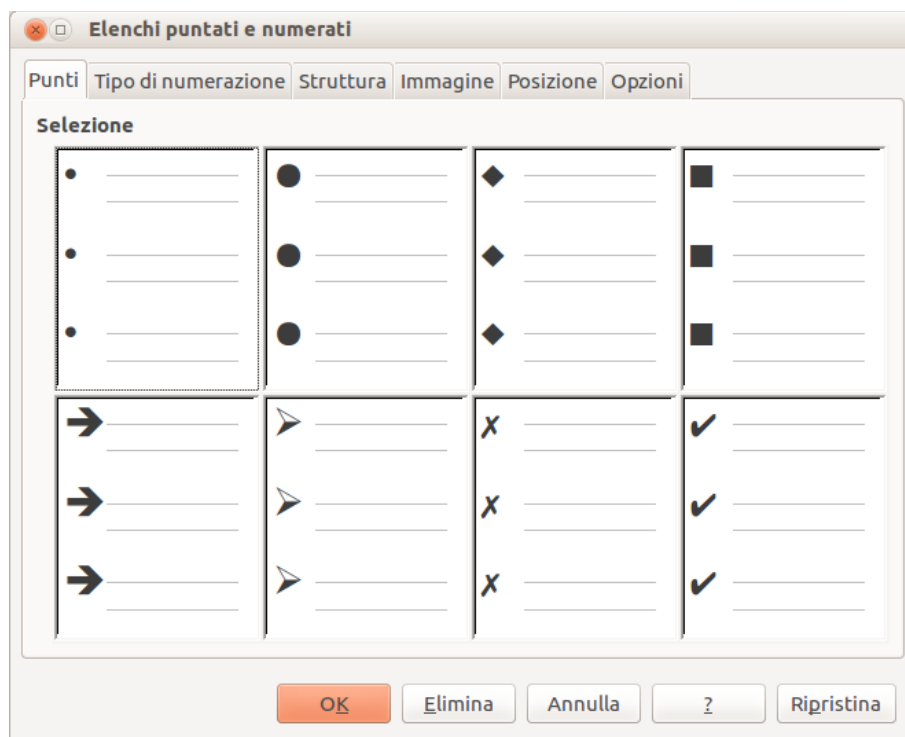 Elenchi puntati e numerati
Punti Tipo di numerazione Struttura Immagine Posizione Opzioni
Selezione
OK Elimina Annulla ? Ripristina